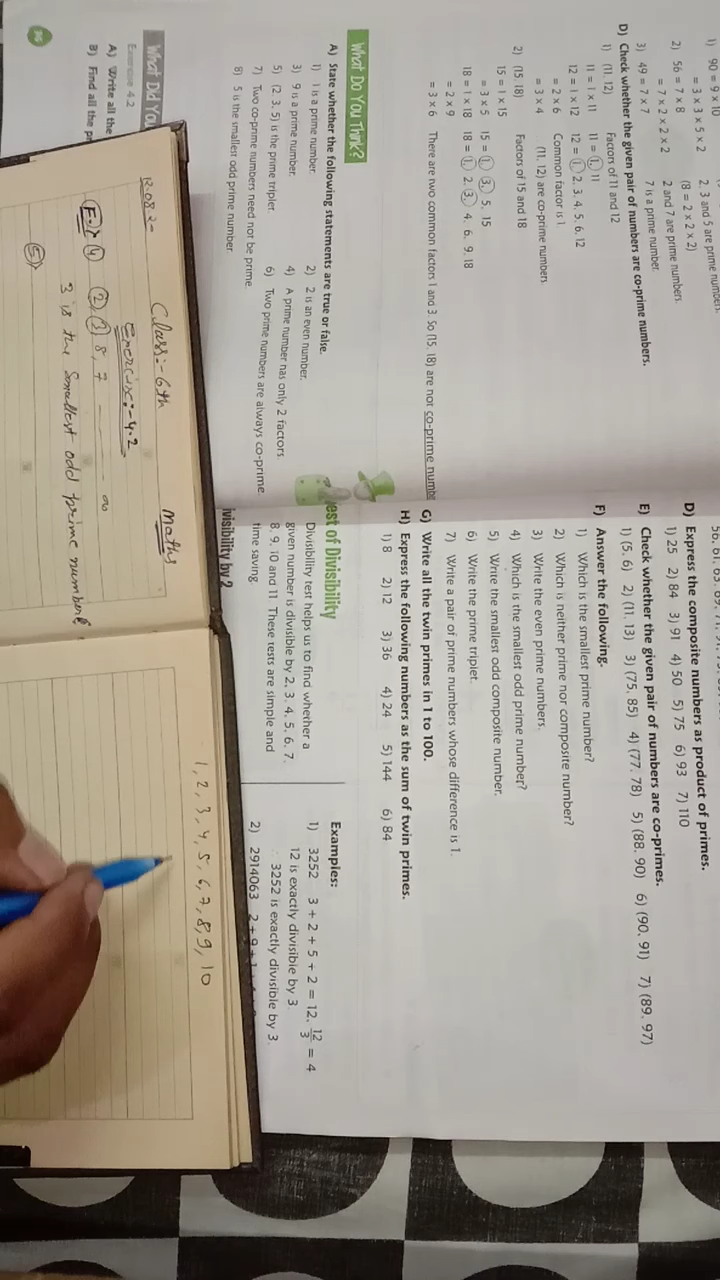 1) 90 = 9 × 10
= 3 × 3 × 5 × 2
2, 3 and 5 are prime numbers.
2) 56 = 7 × 8
(8 = 2 × 2 × 2)
= 7 × 2 × 2 × 2
2 and 7 are prime numbers.
3) 49 = 7 × 7
7 is a prime number.
D) Check whether the given pair of numbers are co-prime numbers.
1) (11, 12)
Factors of 11 and 12
11 = 1 × 11
11 = 1, 11
12 = 1 × 12
12 = 1, 2, 3, 4, 5, 6, 12
= 2 × 6
Common factor is 1
= 3 × 4
(11, 12) are co-prime numbers
2) (15, 18)
Factors of 15 and 18
15 = 1 × 15
= 3 × 5
15 = 1, 3, 5, 15
18 = 1 × 18
18 = 1, 2, 3, 4, 6, 9, 18
= 2 × 9
= 3 × 6
There are two common factors 1 and 3. So (15, 18) are not co-prime numbe
What Do You Think?
A) State whether the following statements are true or false.
1) 1 is a prime number.
2) 2 is an even number.
3) 9 is a prime number.
4) A prime number has only 2 factors.
5) (2, 3, 5) is the prime tripler.
6) Two prime numbers are always co-prime.
7) Two co-prime numbers need not be prime.
8) 5 is the smallest odd prime number.
What Did You
Exercise 4.2
A) Write all the
B) Find all the pr
D) Express the composite numbers as product of primes.
1) 25 2) 84 3) 91 4) 50 5) 75 6) 93 7) 110
E) Check whether the given pair of numbers are co-primes.
1) (5, 6) 2) (11, 13) 3) (75, 85) 4) (77, 78) 5) (88, 90) 6) (90, 91) 7) (89, 97)
F) Answer the following.
1) Which is the smallest prime number?
2) Which is neither prime nor composite number?
3) Write the even prime numbers.
4) Which is the smallest odd prime number?
5) Write the smallest odd composite number.
6) Write the prime triplet.
7) Write a pair of prime numbers whose difference is 1.
G) Write all the twin primes in 1 to 100.
H) Express the following numbers as the sum of twin primes.
1) 8 2) 12 3) 36 4) 24 5) 144 6) 84
est of Divisibility
Divisibility test helps us to find whether a
given number is divisible by 2, 3, 4, 5, 6, 7,
8, 9, 10 and 11. These tests are simple and
time saving.
ivisibility by 2
Examples:
1) 3252 3 + 2 + 5 + 2 = 12, 12/3 = 4
12 is exactly divisible by 3.
3252 is exactly divisible by 3.
2) 2914063
Class:- 6th
Maths
Exercise:- 4.2
F.) 4) 2, 3, 5, 7 - - - - ∞
3 is the smallest odd prime number
5)
1, 2, 3, 4, 5, 6, 7, 8, 9, 10